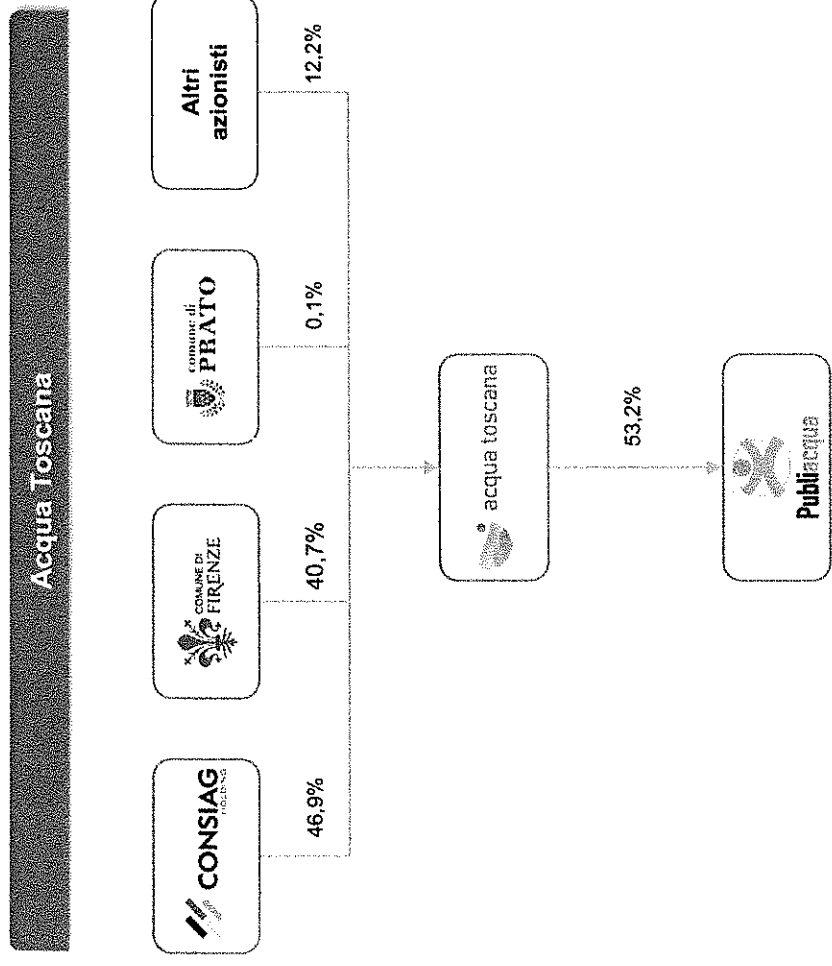 Acqua Toscana
CONSIAG
HOLDING
COMUNE DI
FIRENZE
comune di
PRATO
Altri
azionisti
46,9%
40,7%
0,1%
12,2%
acqua toscana
53,2%
Publiacqua